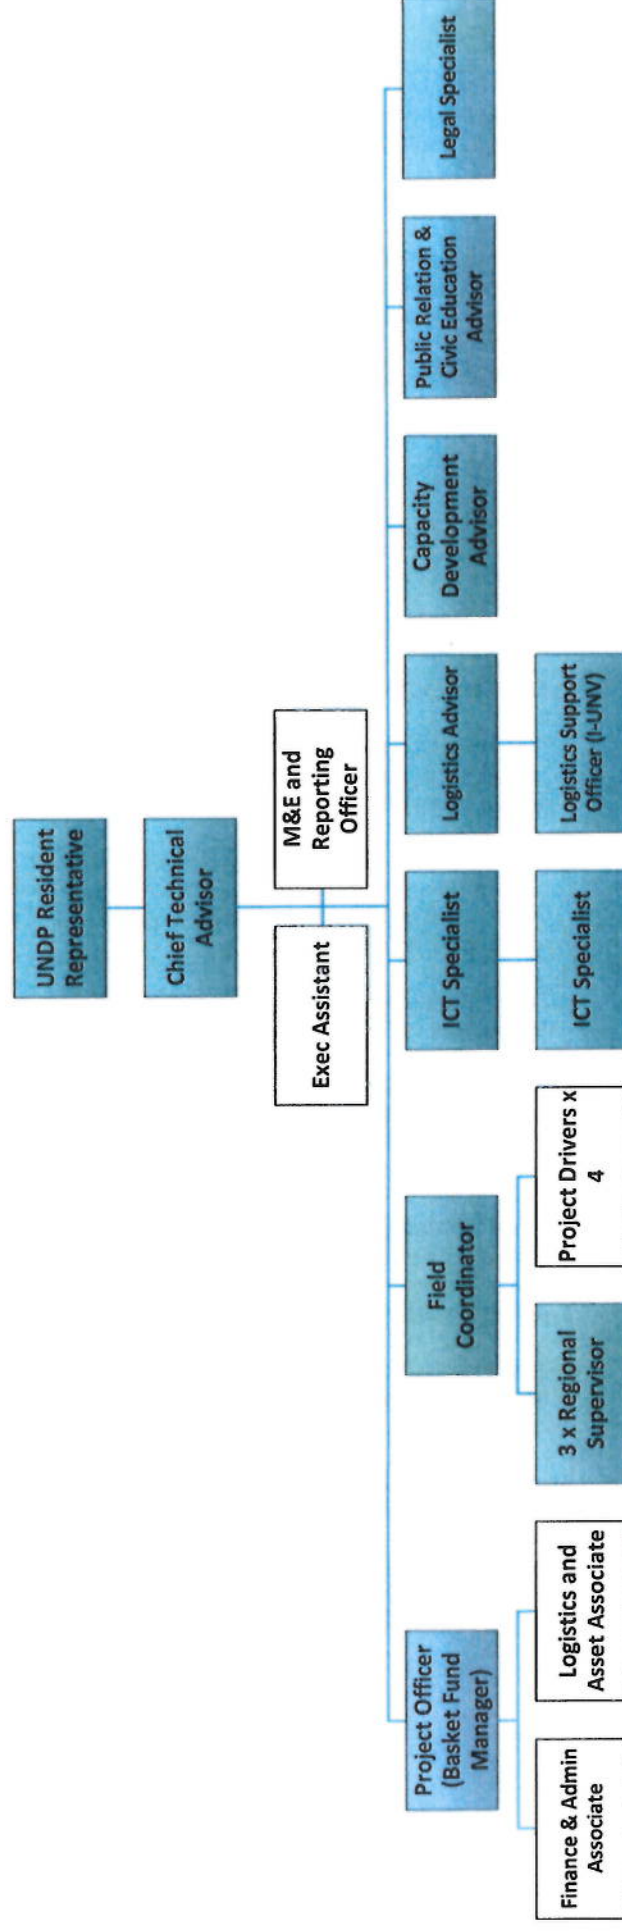 UNDP Resident
Representative
Chief Technical
Advisor
Exec Assistant
M&E and
Reporting
Officer
Project Officer
(Basket Fund
Manager)
Field
Coordinator
ICT Specialist
Logistics Advisor
Capacity
Development
Advisor
Public Relation &
Civic Education
Advisor
Legal Specialist
Finance & Admin
Associate
Logistics and
Asset Associate
3 x Regional
Supervisor
Project Drivers x
4
ICT Specialist
Logistics Support
Officer (I-UNV)